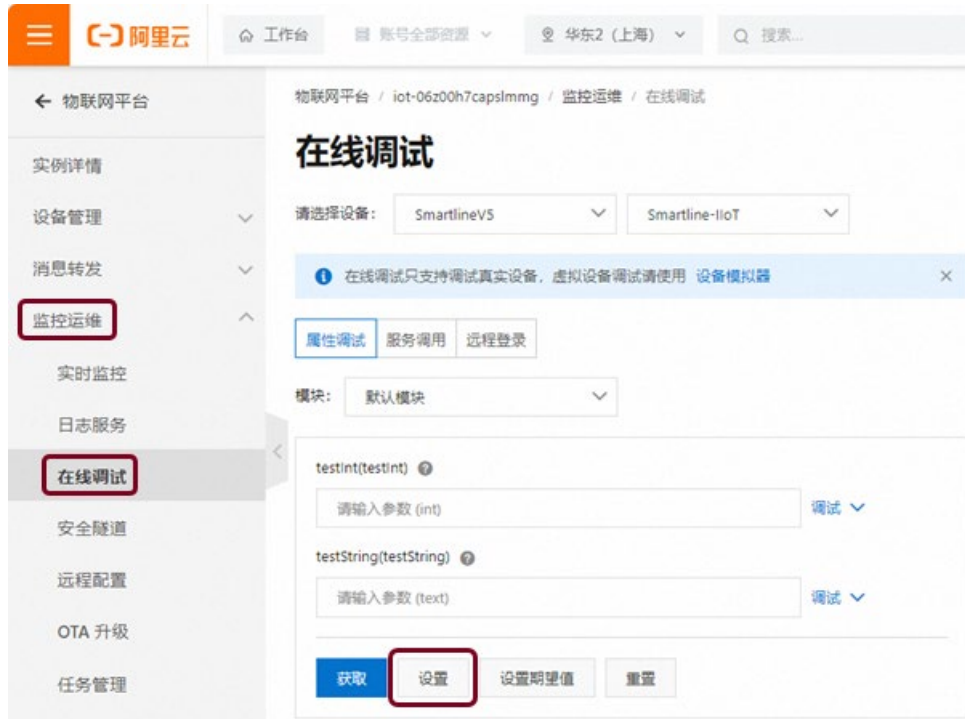 阿里云 工作台 账号全部资源 华东2（上海） 搜索...
物联网平台
实例详情
设备管理
消息转发
监控运维
实时监控
日志服务
在线调试
安全隧道
远程配置
OTA 升级
任务管理
物联网平台 / iot-06z00h7capslmmg / 监控运维 / 在线调试
在线调试
请选择设备： SmartlineVS Smartline-IIoT
在线调试只支持调试真实设备，虚拟设备调试请使用 设备模拟器
属性调试 服务调用 远程登录
模块： 默认模块
testInt(testInt)
请输入参数 (int) 调试
testString(testString)
请输入参数 (text) 调试
获取 设置 设置期望值 重置